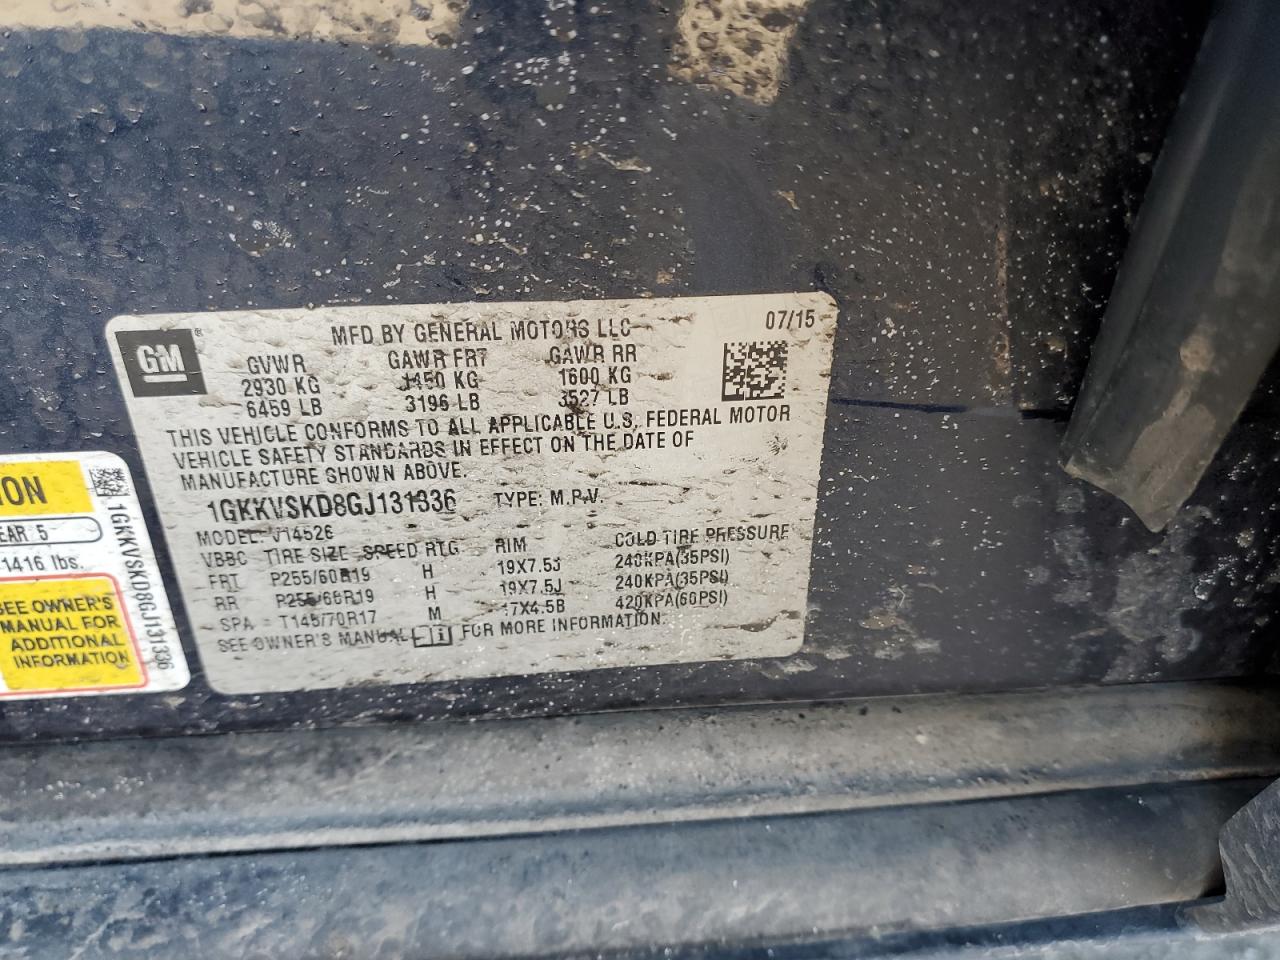 GM
MFD BY GENERAL MOTORS LLC
07/15
GVWR GAWR FRT GAWR RR
2930 KG 1450 KG 1600 KG
6459 LB 3196 LB 3527 LB
THIS VEHICLE CONFORMS TO ALL APPLICABLE U.S. FEDERAL MOTOR
VEHICLE SAFETY STANDARDS IN EFFECT ON THE DATE OF
MANUFACTURE SHOWN ABOVE.
1GKKVSKD8GJ131336 TYPE: M.P.V.
MODEL: V14526
VBBC TIRE SIZE SPEED RTG RIM COLD TIRE PRESSURE
FRT P255/60R19 H 19X7.5J 240KPA(35PSI)
RR P255/60R19 H 19X7.5J 240KPA(35PSI)
SPA T145/70R17 M 17X4.5B 420KPA(60PSI)
SEE OWNER'S MANUAL i FOR MORE INFORMATION.
ION
EAR 5
1416 lbs.
SEE OWNER'S
MANUAL FOR
ADDITIONAL
INFORMATION
1GKKVSKD8GJ131336